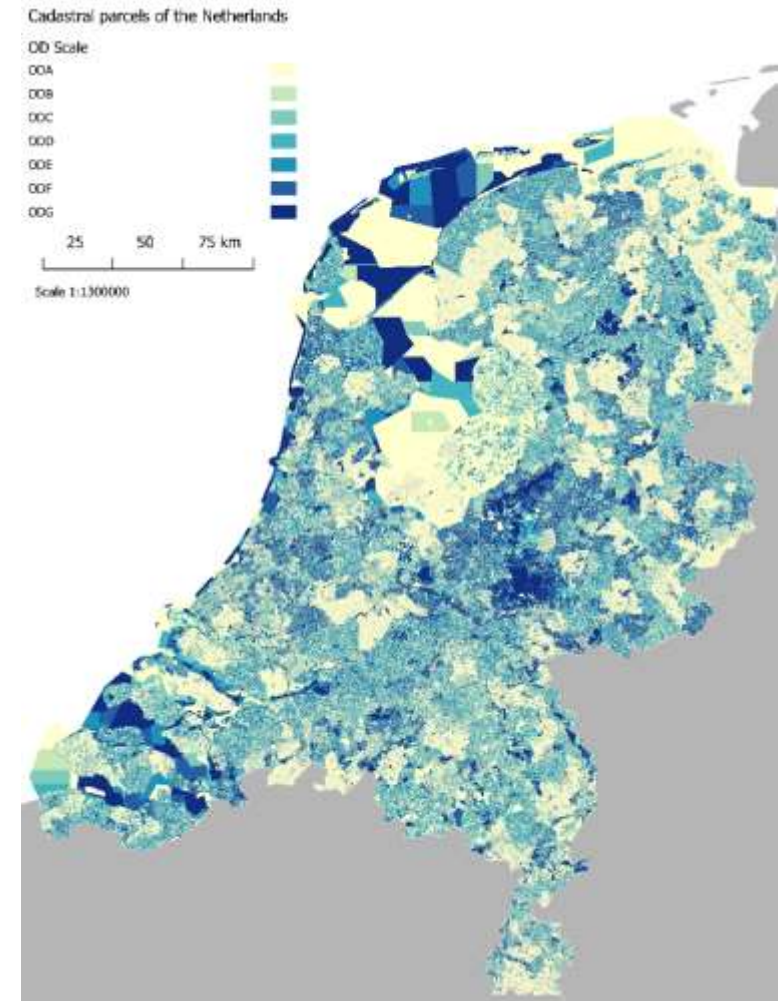 Cadastral parcels of the Netherlands
OD Scale
ODA
ODB
ODC
ODD
ODE
ODF
ODG
25 50 75 km
Scale 1:1300000